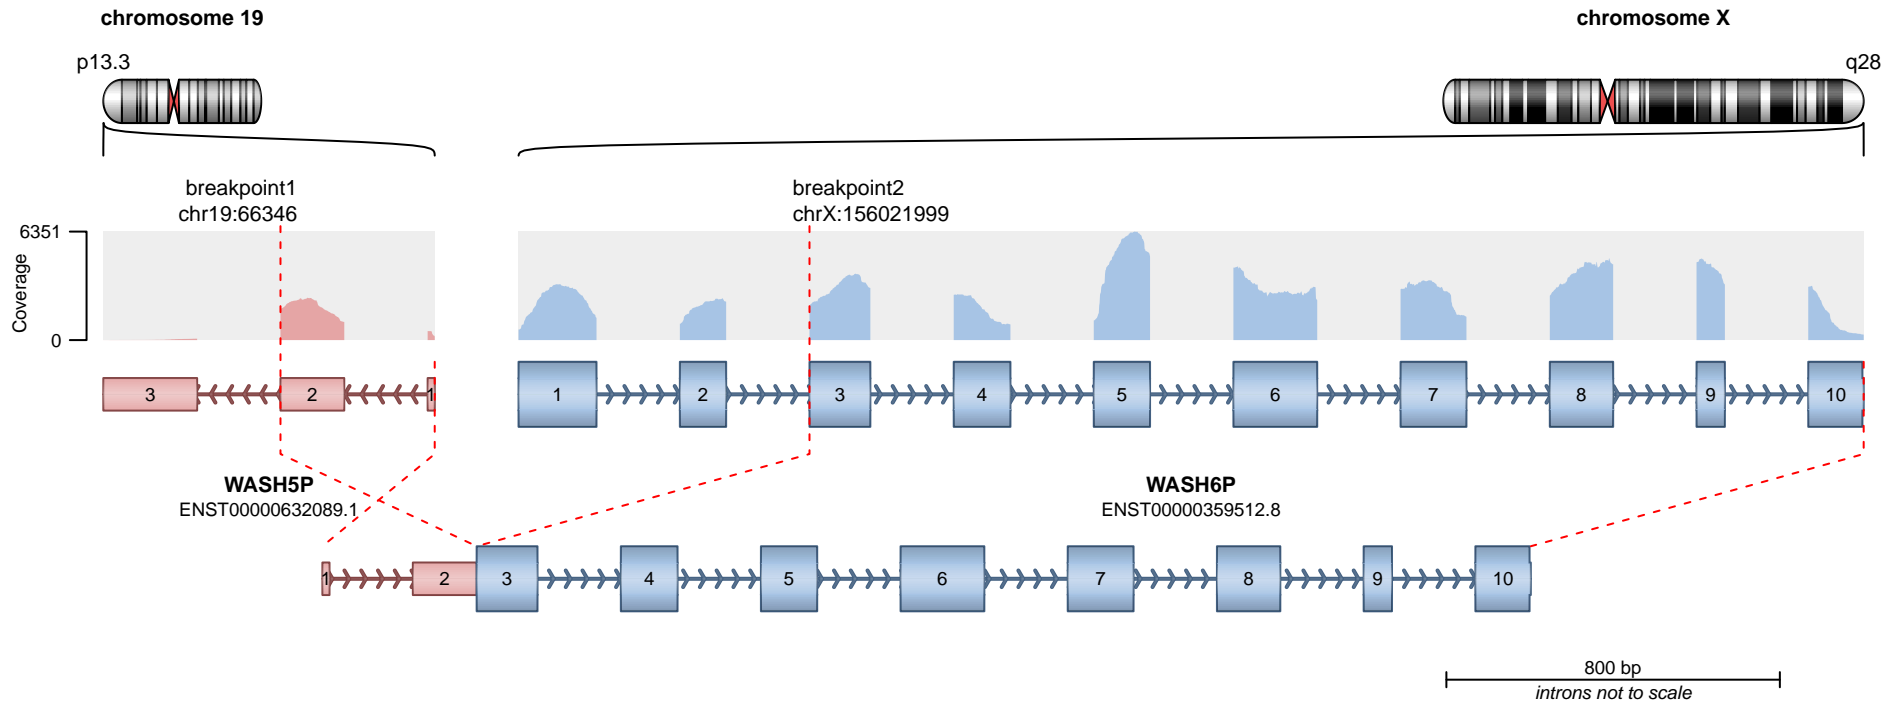 chromosome 19
chromosome X
p13.3
q28
breakpoint1
chr19:66346
breakpoint2
chrX:156021999
6351
Coverage
0
3 2 1
1 2 3 4 5 6 7 8 9 10
WASH5P
ENST00000632089.1
WASH6P
ENST00000359512.8
1 2 3 4 5 6 7 8 9 10
800 bp
introns not to scale